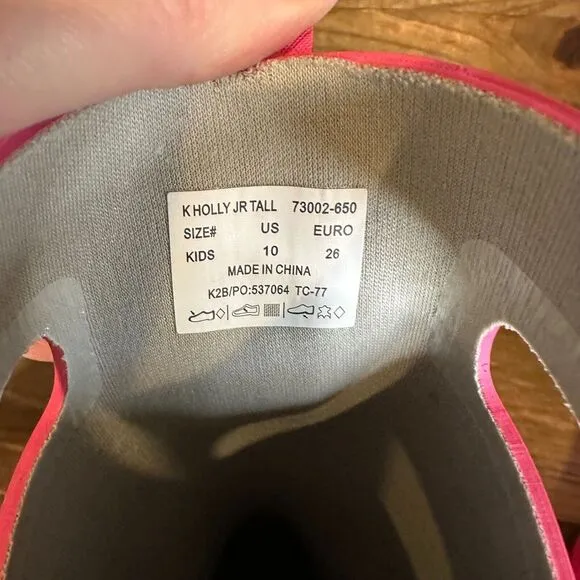 K HOLLY JR TALL 73002-650
SIZE# US EURO
KIDS 10 26
MADE IN CHINA
K2B/PO:537064 TC-77